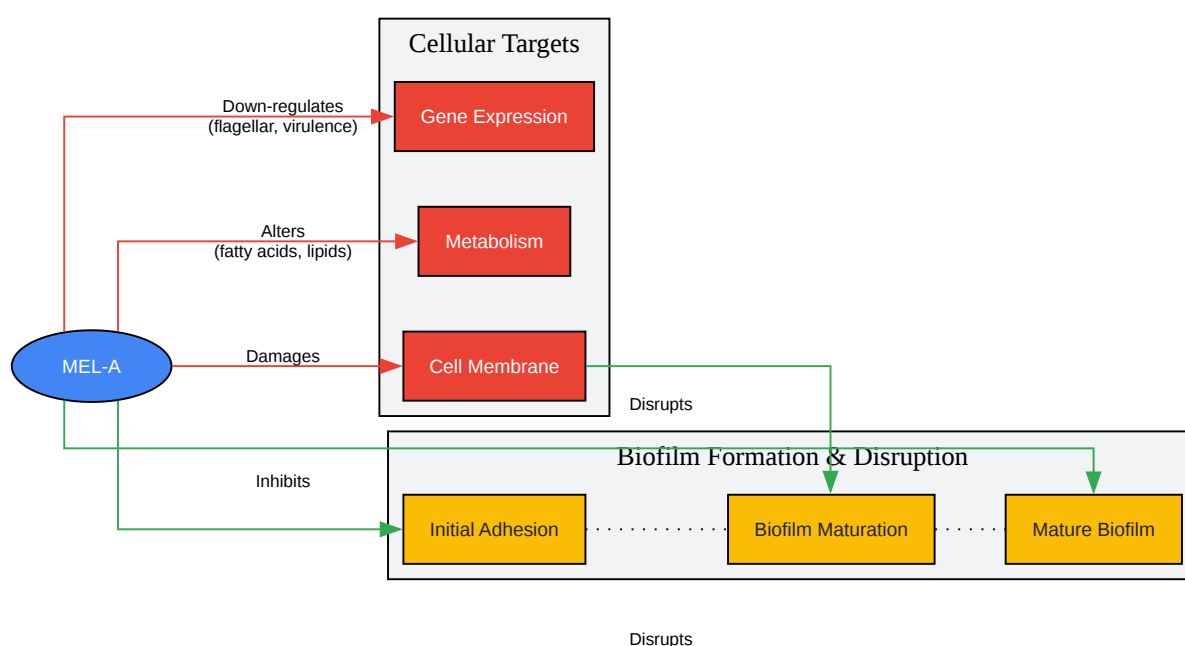 Cellular Targets
Down-regulates
(flagellar, virulence)
Gene Expression
Alters
(fatty acids, lipids)
Metabolism
MEL-A
Damages
Cell Membrane
Disrupts
Biofilm Formation & Disruption
Inhibits
Initial Adhesion
Biofilm Maturation
Mature Biofilm
Disrupts